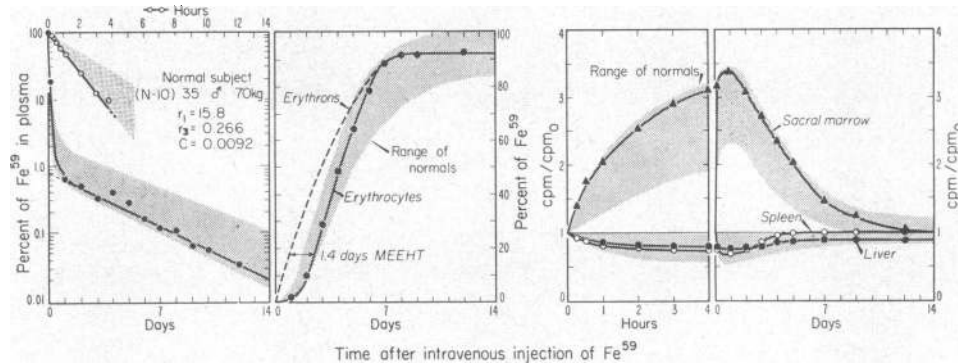 Hours
0 2 4 6 8 10 12 14
100
10
1.0
0.1
0.01
Percent of Fe59 in plasma
Normal subject
(N-10) 35 ♂ 70kg
r1 = 15.8
r3 = 0.266
C = 0.0092
0 7 14
Days
Erythrons
Range of
normals
Erythrocytes
1.4 days MEEHT
100
80
60
40
20
0
Percent of Fe59
7 14
Days
4
3
2
1
0
cpm/cpm0
Range of normals
0 1 2 3 4
Hours
Sacral marrow
Spleen
Liver
0 7 14
Days
4
3
2
1
0
cpm/cpm0
Time after intravenous injection of Fe59